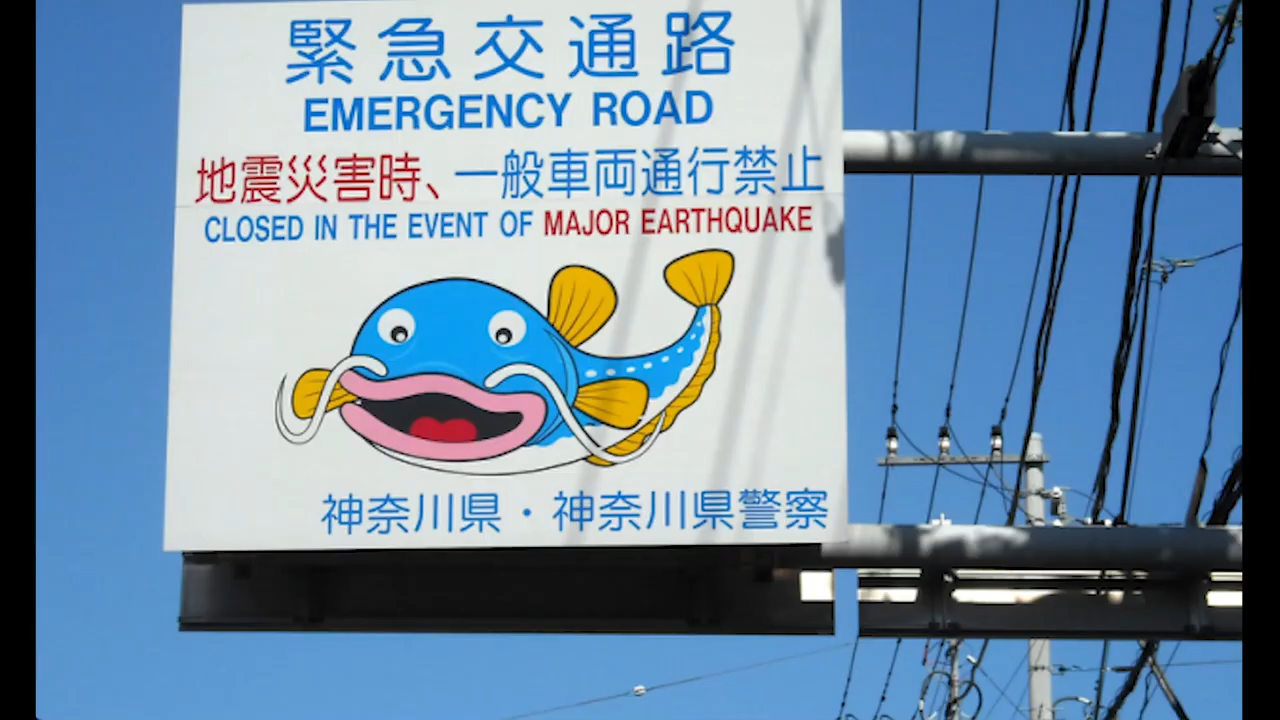 緊急交通路
EMERGENCY ROAD
地震災害時、一般車両通行禁止
CLOSED IN THE EVENT OF MAJOR EARTHQUAKE
神奈川県・神奈川県警察